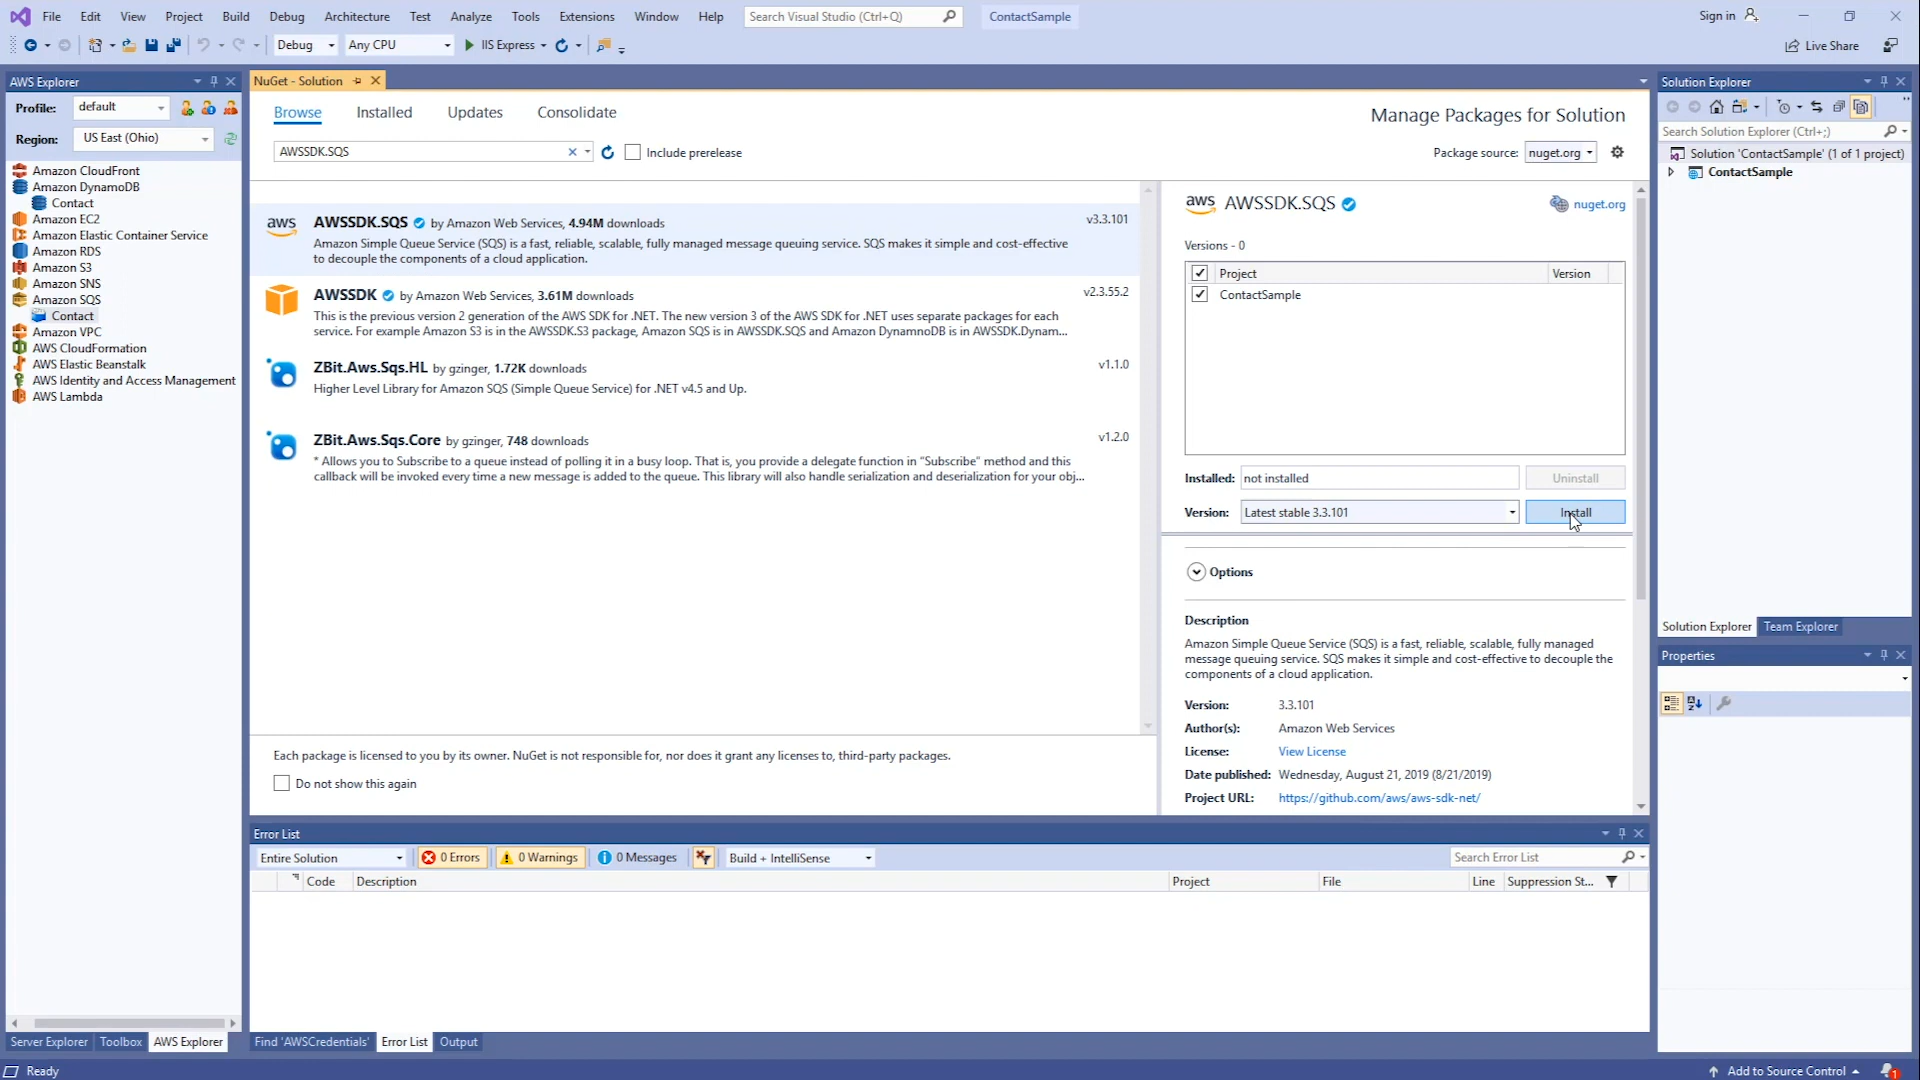 File Edit View Project Build Debug Architecture Test Analyze Tools Extensions Window Help Search Visual Studio (Ctrl+Q) ContactSample Sign in
Debug Any CPU IIS Express Live Share
AWS Explorer
Profile: default
Region: US East (Ohio)
Amazon CloudFront
Amazon DynamoDB
Contact
Amazon EC2
Amazon Elastic Container Service
Amazon RDS
Amazon S3
Amazon SNS
Amazon SQS
Contact
Amazon VPC
AWS CloudFormation
AWS Elastic Beanstalk
AWS Identity and Access Management
AWS Lambda
Server Explorer Toolbox AWS Explorer
NuGet - Solution
Browse Installed Updates Consolidate
Manage Packages for Solution
AWSSDK.SQS Include prerelease
Package source: nuget.org
aws AWSSDK.SQS by Amazon Web Services, 4.94M downloads v3.3.101
Amazon Simple Queue Service (SQS) is a fast, reliable, scalable, fully managed message queuing service. SQS makes it simple and cost-effective
to decouple the components of a cloud application.
AWSSDK by Amazon Web Services, 3.61M downloads v2.3.55.2
This is the previous version 2 generation of the AWS SDK for .NET. The new version 3 of the AWS SDK for .NET uses separate packages for each
service. For example Amazon S3 is in the AWSSDK.S3 package, Amazon SQS is in AWSSDK.SQS and Amazon DynamnoDB is in AWSSDK.Dynam...
ZBit.Aws.Sqs.HL by gzinger, 1.72K downloads v1.1.0
Higher Level Library for Amazon SQS (Simple Queue Service) for .NET v4.5 and Up.
ZBit.Aws.Sqs.Core by gzinger, 748 downloads v1.2.0
* Allows you to Subscribe to a queue instead of polling it in a busy loop. That is, you provide a delegate function in "Subscribe" method and this
callback will be invoked every time a new message is added to the queue. This library will also handle serialization and deserialization for your obj...
Each package is licensed to you by its owner. NuGet is not responsible for, nor does it grant any licenses to, third-party packages.
Do not show this again
aws AWSSDK.SQS nuget.org
Versions - 0
Project Version
ContactSample
Installed: not installed Uninstall
Version: Latest stable 3.3.101 Install
Options
Description
Amazon Simple Queue Service (SQS) is a fast, reliable, scalable, fully managed
message queuing service. SQS makes it simple and cost-effective to decouple the
components of a cloud application.
Version: 3.3.101
Author(s): Amazon Web Services
License: View License
Date published: Wednesday, August 21, 2019 (8/21/2019)
Project URL: https://github.com/aws/aws-sdk-net/
Error List
Entire Solution 0 Errors 0 Warnings 0 Messages Build + IntelliSense Search Error List
Code Description Project File Line Suppression St...
Find 'AWSCredentials' Error List Output
Solution Explorer
Search Solution Explorer (Ctrl+;)
Solution 'ContactSample' (1 of 1 project)
ContactSample
Solution Explorer Team Explorer
Properties
Ready Add to Source Control 1